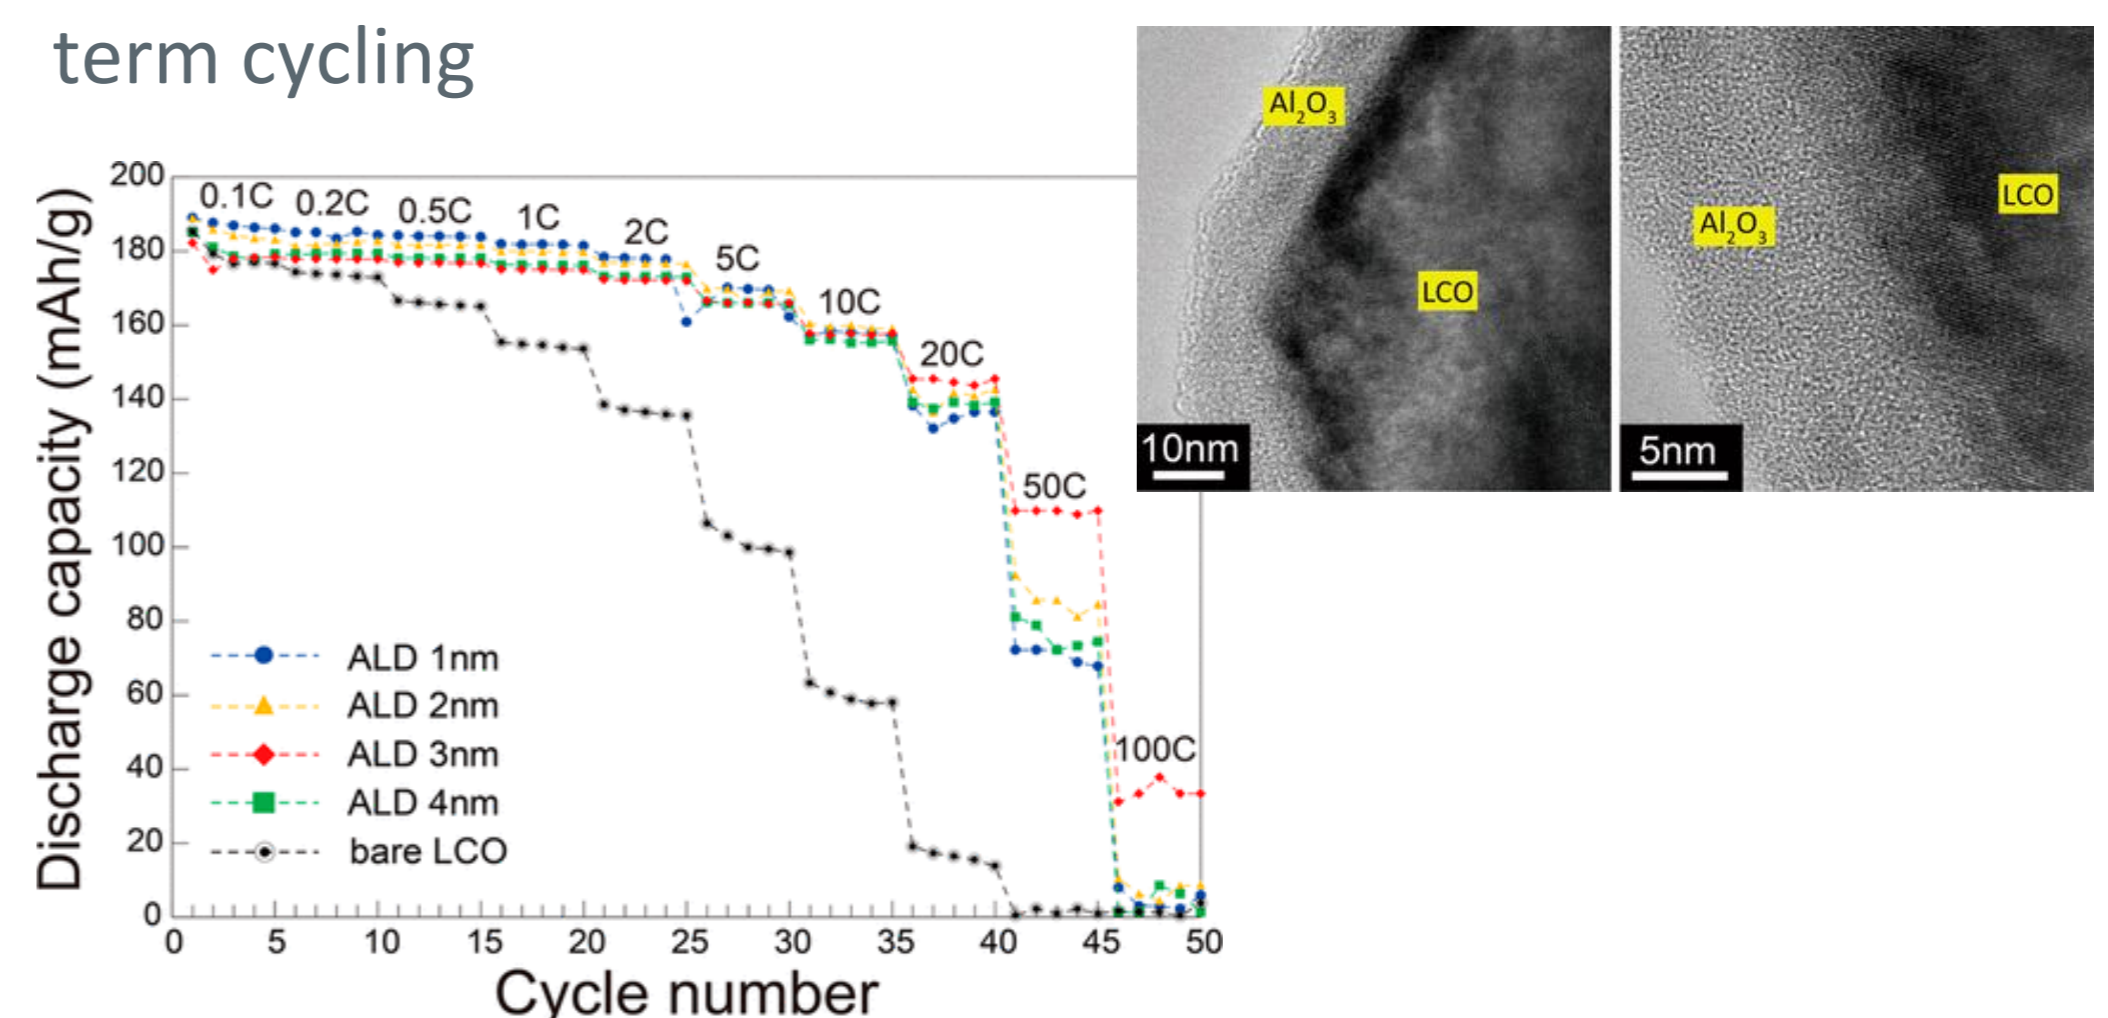 term cycling
Discharge capacity (mAh/g)
200
180
160
140
120
100
80
60
40
20
0
0.1C
0.2C
0.5C
1C
2C
5C
10C
20C
50C
100C
ALD 1nm
ALD 2nm
ALD 3nm
ALD 4nm
bare LCO
0 5 10 15 20 25 30 35 40 45 50
Cycle number
Al₂O₃
LCO
10nm
Al₂O₃
LCO
5nm